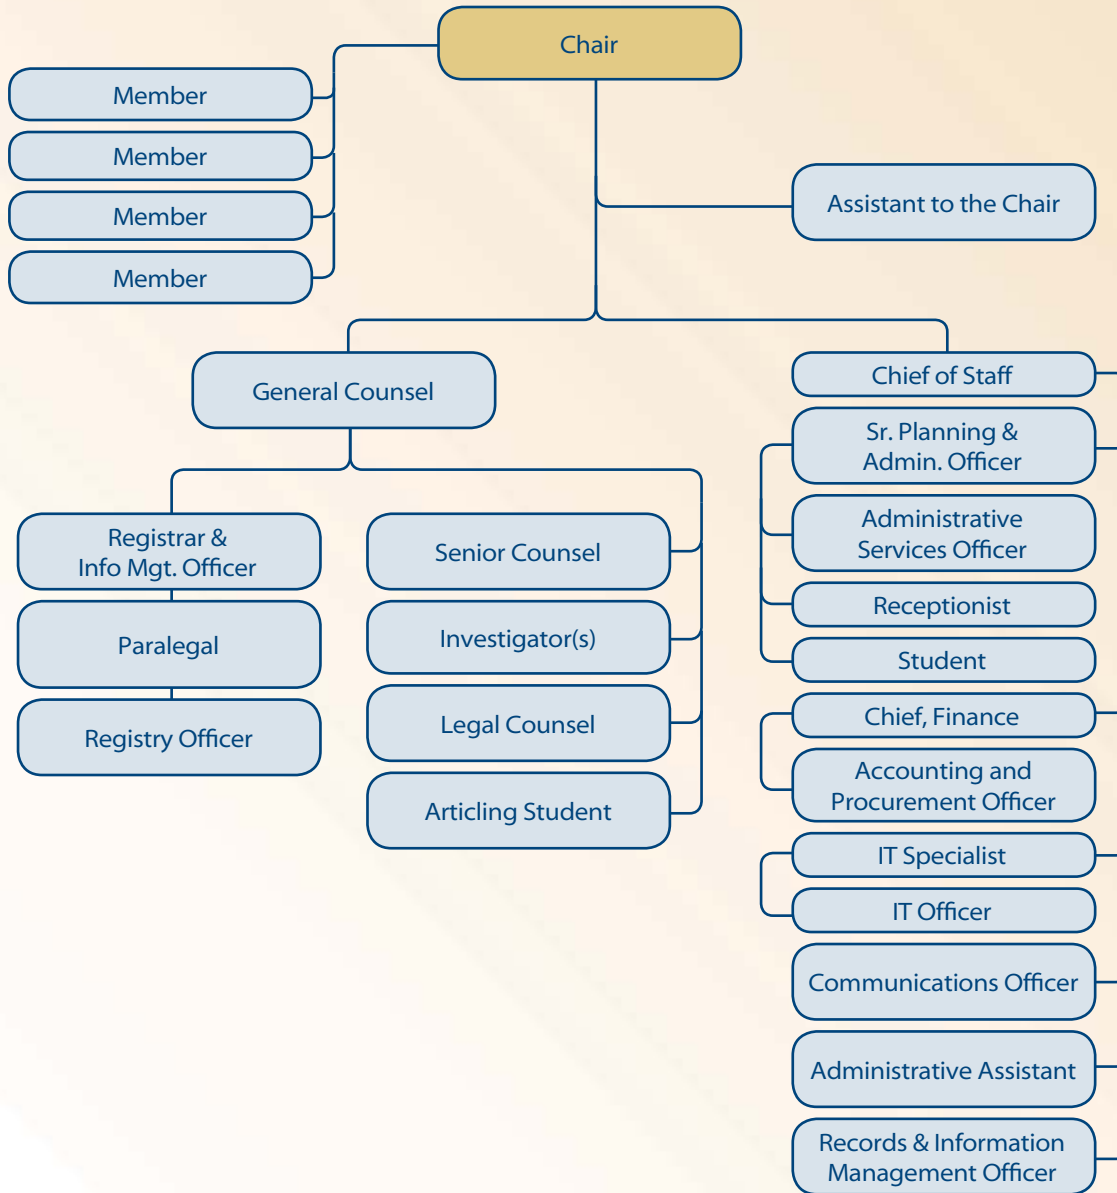 Chair
Member
Member
Member
Member
Assistant to the Chair
General Counsel
Registrar &
Info Mgt. Officer
Paralegal
Registry Officer
Senior Counsel
Investigator(s)
Legal Counsel
Articling Student
Chief of Staff
Sr. Planning &
Admin. Officer
Administrative
Services Officer
Receptionist
Student
Chief, Finance
Accounting and
Procurement Officer
IT Specialist
IT Officer
Communications Officer
Administrative Assistant
Records & Information
Management Officer